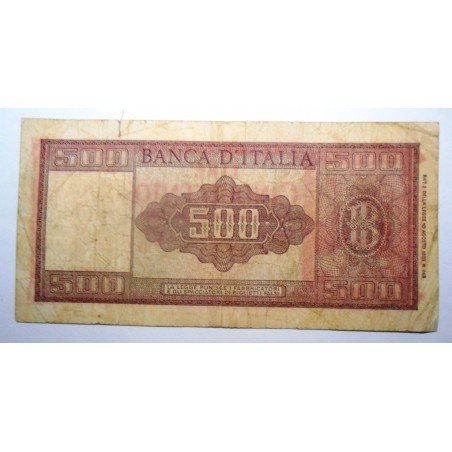 500 BANCA D'ITALIA 500
500
LA LEGGE PUNISCE I FABBRICATORI
E GLI SPACCIATORI DI BIGLIETTI FALSI
500 500